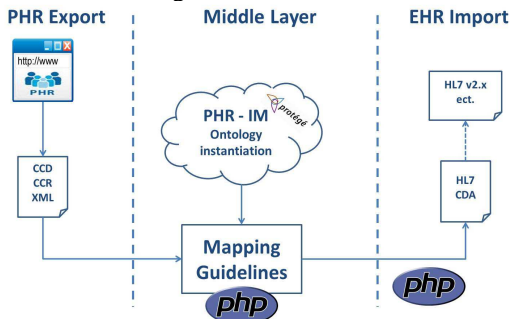 PHR Export
Middle Layer
EHR Import
http://www
PHR
PHR - IM
Ontology
instantiation
protégé
HL7 v2.x
ect.
CCD
CCR
XML
HL7
CDA
Mapping
Guidelines
php
php